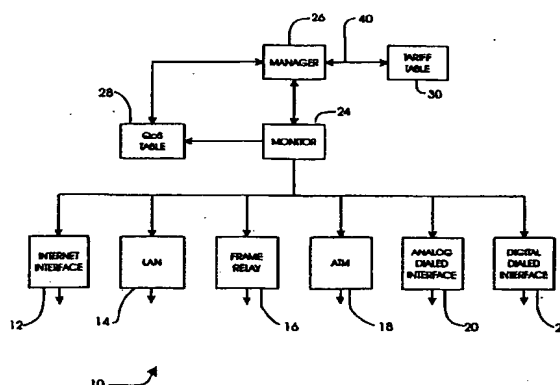 26
40
MANAGER
TARIFF
TABLE
30
28
24
QoS
TABLE
MONITOR
INTERNET
INTERFACE
LAN
FRAME
RELAY
ATM
ANALOG
DIALED
INTERFACE
DIGITAL
DIALED
INTERFACE
12
14
16
18
20
2
10